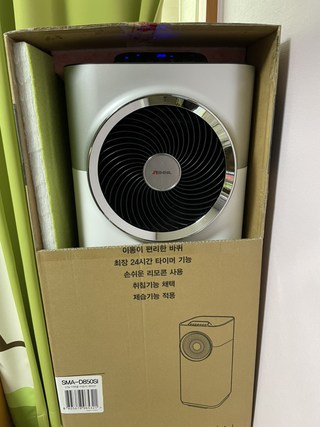 이동이 편리한 바퀴
최장 24시간 타이머 기능
손쉬운 리모콘 사용
취침기능 채택
제습기능 적용
SMA-D850SI